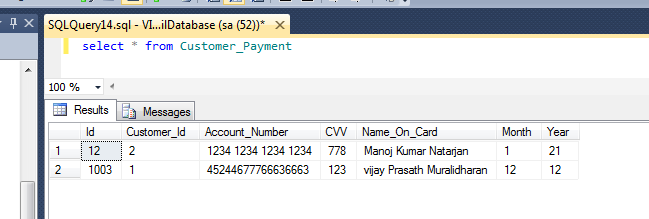 SQLQuery14.sql - VI...ilDatabase (sa (52))* ×
select * from Customer_Payment
100 %
Results Messages
Id Customer_Id Account_Number CVV Name_On_Card Month Year
1 12 2 1234 1234 1234 1234 778 Manoj Kumar Natarjan 1 21
2 1003 1 45244677766636663 123 vijay Prasath Muralidharan 12 12